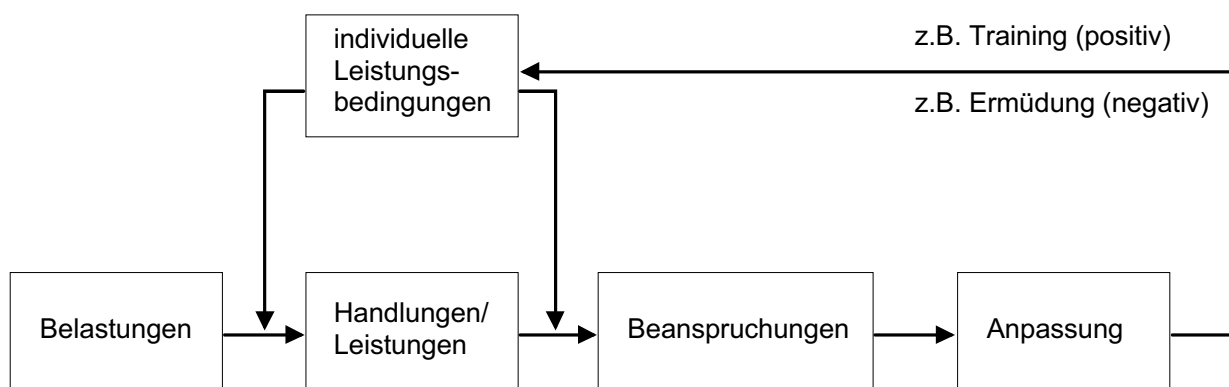 individuelle
Leistungs-
bedingungen
z.B. Training (positiv)
z.B. Ermüdung (negativ)
Belastungen
Handlungen/
Leistungen
Beanspruchungen
Anpassung